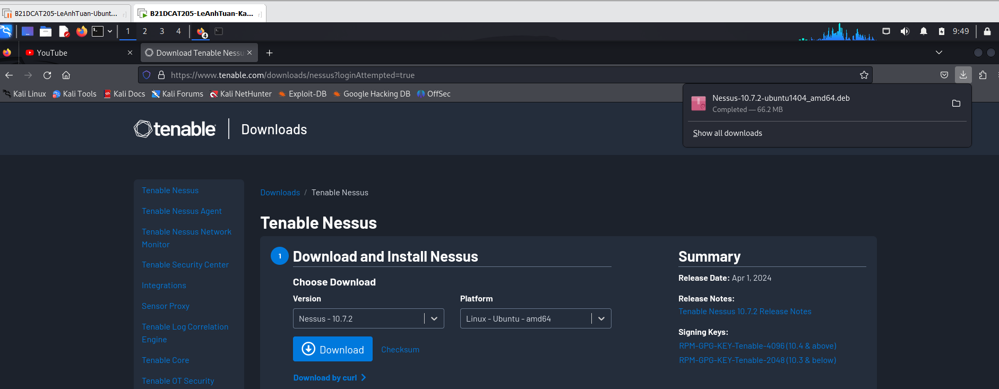 B21DCAT205-LeAnhTuan-Ubunt...
B21DCAT205-LeAnhTuan-Ka...
1 2 3 4
4
9:49
YouTube
Download Tenable Nessu
https://www.tenable.com/downloads/nessus?loginAttempted=true
Kali Linux Kali Tools Kali Docs Kali Forums Kali NetHunter Exploit-DB Google Hacking DB OffSec
Nessus-10.7.2-ubuntu1404_amd64.deb
Completed — 66.2 MB
Show all downloads
tenable Downloads
Tenable Nessus
Tenable Nessus Agent
Tenable Nessus Network
Monitor
Tenable Security Center
Integrations
Sensor Proxy
Tenable Log Correlation
Engine
Tenable Core
Tenable OT Security
Downloads / Tenable Nessus
Tenable Nessus
1 Download and Install Nessus
Choose Download
Version
Nessus - 10.7.2
Platform
Linux - Ubuntu - amd64
Download
Checksum
Download by curl
Summary
Release Date: Apr 1, 2024
Release Notes:
Tenable Nessus 10.7.2 Release Notes
Signing Keys:
RPM-GPG-KEY-Tenable-4096 (10.4 & above)
RPM-GPG-KEY-Tenable-2048 (10.3 & below)